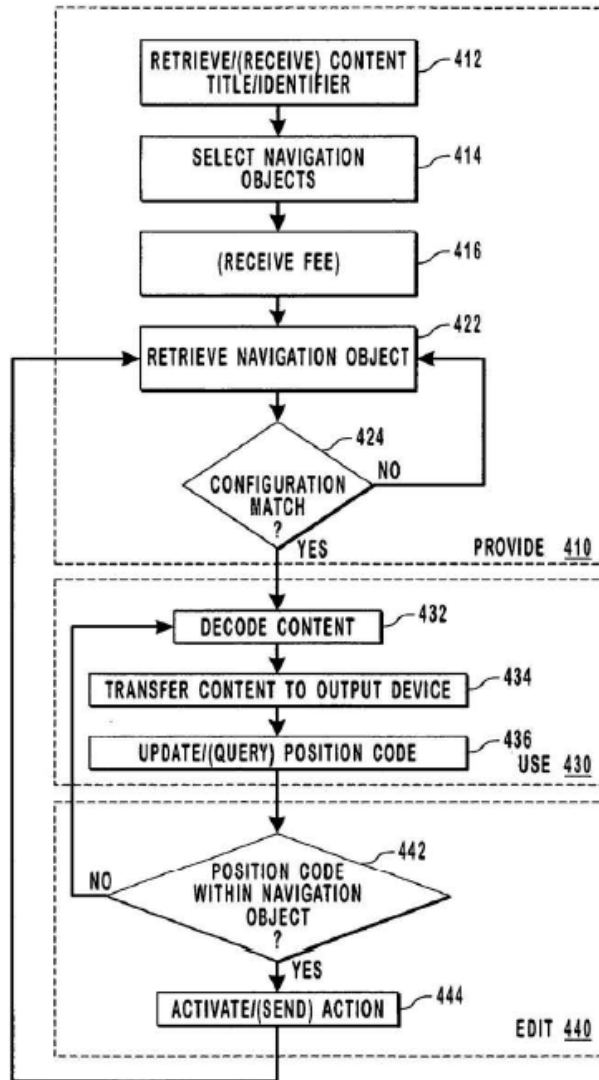 RETRIEVE/(RECEIVE) CONTENT
TITLE/IDENTIFIER
412
SELECT NAVIGATION
OBJECTS
414
(RECEIVE FEE)
416
RETRIEVE NAVIGATION OBJECT
422
CONFIGURATION
MATCH
?
424
NO
YES
PROVIDE 410
DECODE CONTENT
432
TRANSFER CONTENT TO OUTPUT DEVICE
434
UPDATE/(QUERY) POSITION CODE
436
USE 430
POSITION CODE
WITHIN NAVIGATION
OBJECT
?
442
NO
YES
ACTIVATE/(SEND) ACTION
444
EDIT 440